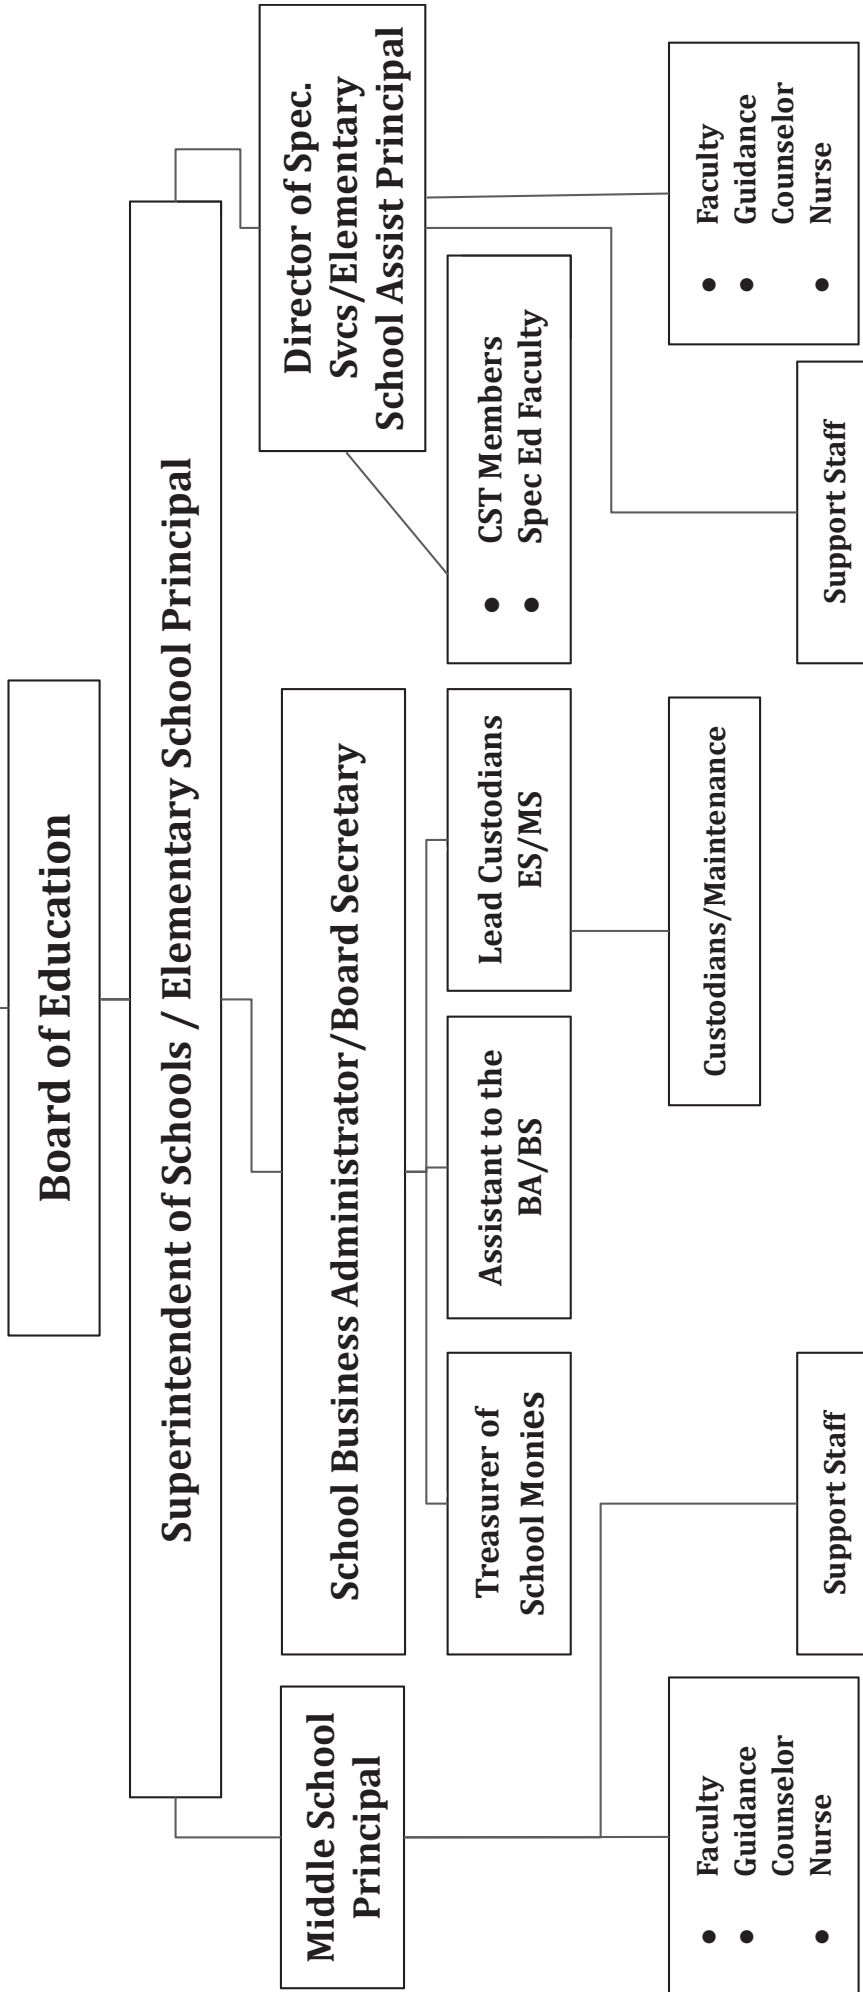 Board of Education
Superintendent of Schools / Elementary School Principal
Middle School
Principal
School Business Administrator/Board Secretary
Director of Spec.
Svcs/Elementary
School Assist Principal
Treasurer of
School Monies
Assistant to the
BA/BS
Lead Custodians
ES/MS
• CST Members
• Spec Ed Faculty
• Faculty
• Guidance
Counselor
• Nurse
Custodians/Maintenance
• Faculty
• Guidance
Counselor
• Nurse
Support Staff
Support Staff